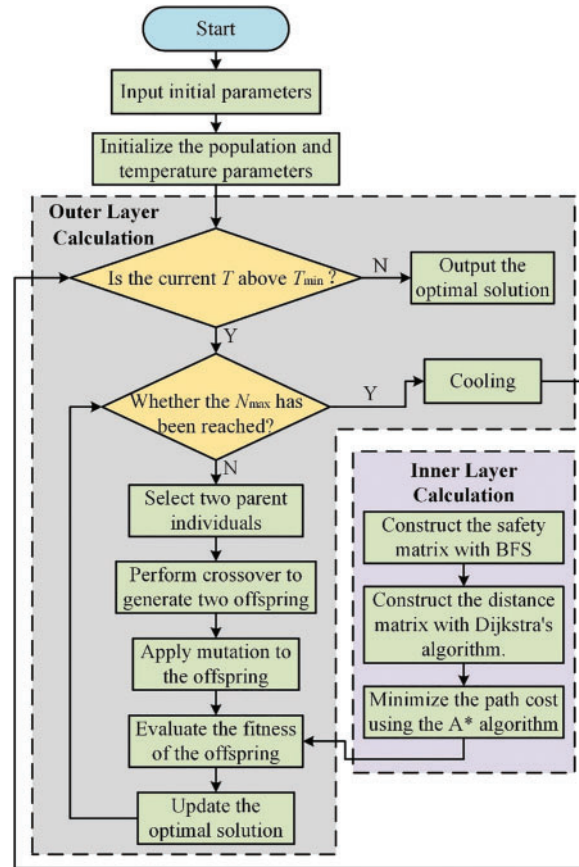 Start
Input initial parameters
Initialize the population and
temperature parameters
Outer Layer
Calculation
Is the current T above Tmin ?
N
Output the
optimal solution
Y
Whether the Nmax has
been reached?
Y
Cooling
N
Select two parent
individuals
Perform crossover to
generate two offspring
Apply mutation to
the offspring
Evaluate the fitness
of the offspring
Update the
optimal solution
Inner Layer
Calculation
Construct the safety
matrix with BFS
Construct the distance
matrix with Dijkstra's
algorithm.
Minimize the path cost
using the A* algorithm